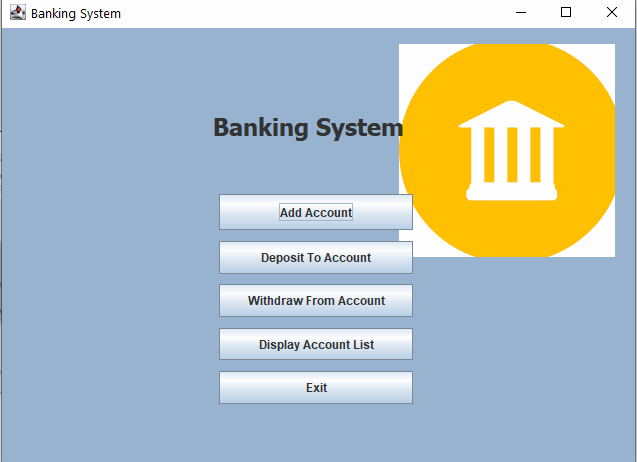 Banking System
Banking System
Add Account
Deposit To Account
Withdraw From Account
Display Account List
Exit